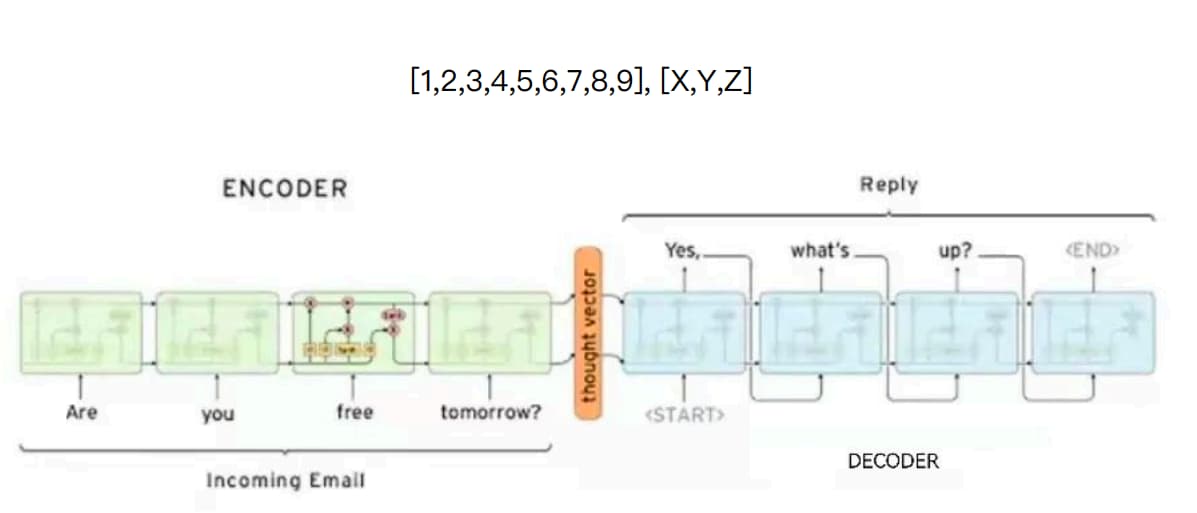 [1,2,3,4,5,6,7,8,9], [X,Y,Z]
ENCODER
Reply
Yes, what's up? <END>
thought vector
Are you free tomorrow? <START>
DECODER
Incoming Email